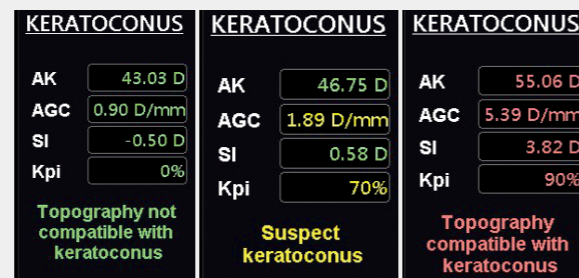 KERATOCONUS
AK 43.03 D
AGC 0.90 D/mm
SI -0.50 D
Kpi 0%
Topography not
compatible with
keratoconus
KERATOCONUS
AK 46.75 D
AGC 1.89 D/mm
SI 0.58 D
Kpi 70%
Suspect
keratoconus
KERATOCONUS
AK 55.06 D
AGC 5.39 D/mm
SI 3.82 D
Kpi 90%
Topography
compatible with
keratoconus